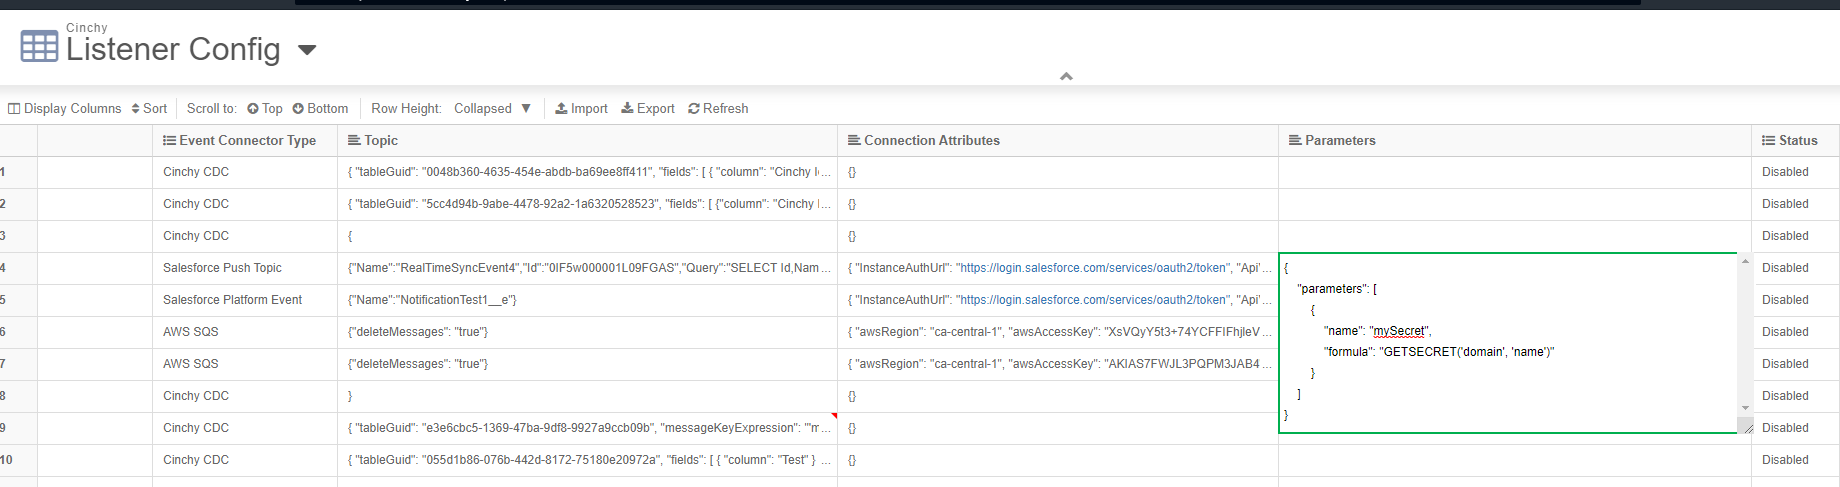 Cinchy
Listener Config
Display Columns Sort Scroll to: Top Bottom Row Height: Collapsed ▼ Import Export Refresh
Event Connector Type Topic Connection Attributes Parameters Status
1 Cinchy CDC { "tableGuid": "0048b360-4635-454e-abdb-ba69ee8ff411", "fields": [ { "column": "Cinchy I... {} Disabled
2 Cinchy CDC { "tableGuid": "5cc4d94b-9abe-4478-92a2-1a6320528523", "fields": [ {"column": "Cinchy ... {} Disabled
3 Cinchy CDC { {} Disabled
4 Salesforce Push Topic {"Name":"RealTimeSyncEvent4","Id":"0IF5w000001L09FGAS","Query":"SELECT Id,Nam... { "InstanceAuthUrl": "https://login.salesforce.com/services/oauth2/token", "Api... Disabled
5 Salesforce Platform Event {"Name":"NotificationTest1__e"} { "InstanceAuthUrl": "https://login.salesforce.com/services/oauth2/token", "Api... Disabled
6 AWS SQS {"deleteMessages": "true"} { "awsRegion": "ca-central-1", "awsAccessKey": "XsVQyY5t3+74YCFFIFhjleV... Disabled
7 AWS SQS {"deleteMessages": "true"} { "awsRegion": "ca-central-1", "awsAccessKey": "AKIAS7FWJL3PQPM3JAB4... Disabled
8 Cinchy CDC } {} Disabled
9 Cinchy CDC { "tableGuid": "e3e6cbc5-1369-47ba-9df8-9927a9ccb09b", "messageKeyExpression": "'m... {} Disabled
10 Cinchy CDC { "tableGuid": "055d1b86-076b-442d-8172-75180e20972a", "fields": [ { "column": "Test" } ... {} Disabled
{
"parameters": [
{
"name": "mySecret",
"formula": "GETSECRET('domain', 'name')"
}
]
}